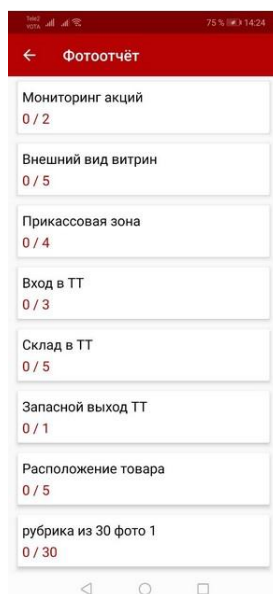 Tele2
YOTA 75 % 14:24
Фотоотчёт
Мониторинг акций
0 / 2
Внешний вид витрин
0 / 5
Прикассовая зона
0 / 4
Вход в ТТ
0 / 3
Склад в ТТ
0 / 5
Запасной выход ТТ
0 / 1
Расположение товара
0 / 5
рубрика из 30 фото 1
0 / 30